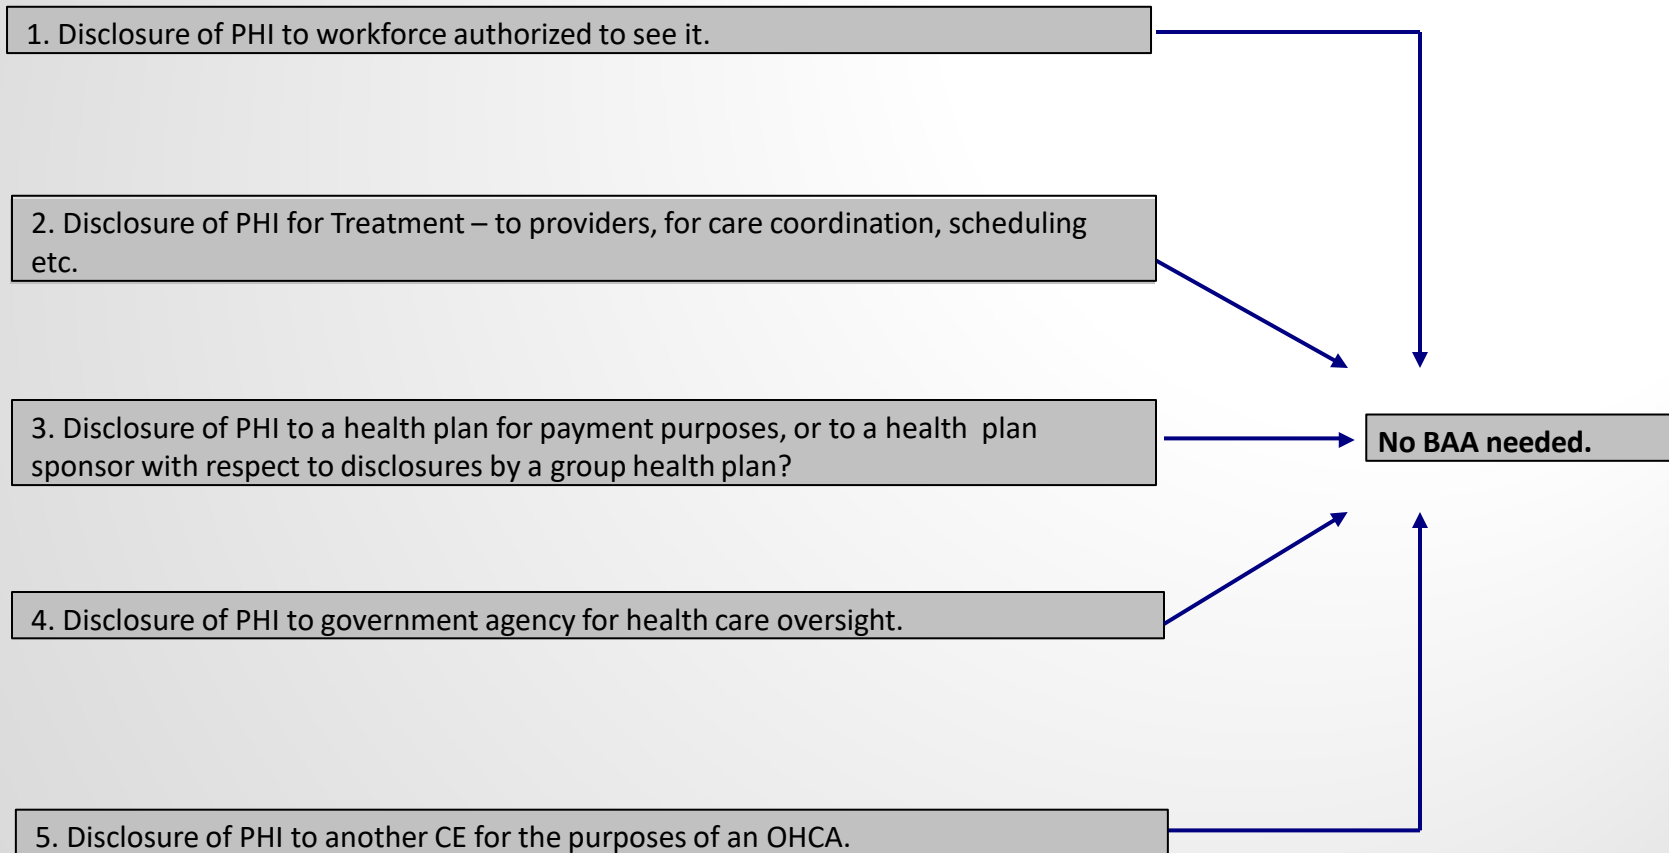 1. Disclosure of PHI to workforce authorized to see it.
2. Disclosure of PHI for Treatment – to providers, for care coordination, scheduling
etc.
3. Disclosure of PHI to a health plan for payment purposes, or to a health plan
sponsor with respect to disclosures by a group health plan?
No BAA needed.
4. Disclosure of PHI to government agency for health care oversight.
5. Disclosure of PHI to another CE for the purposes of an OHCA.